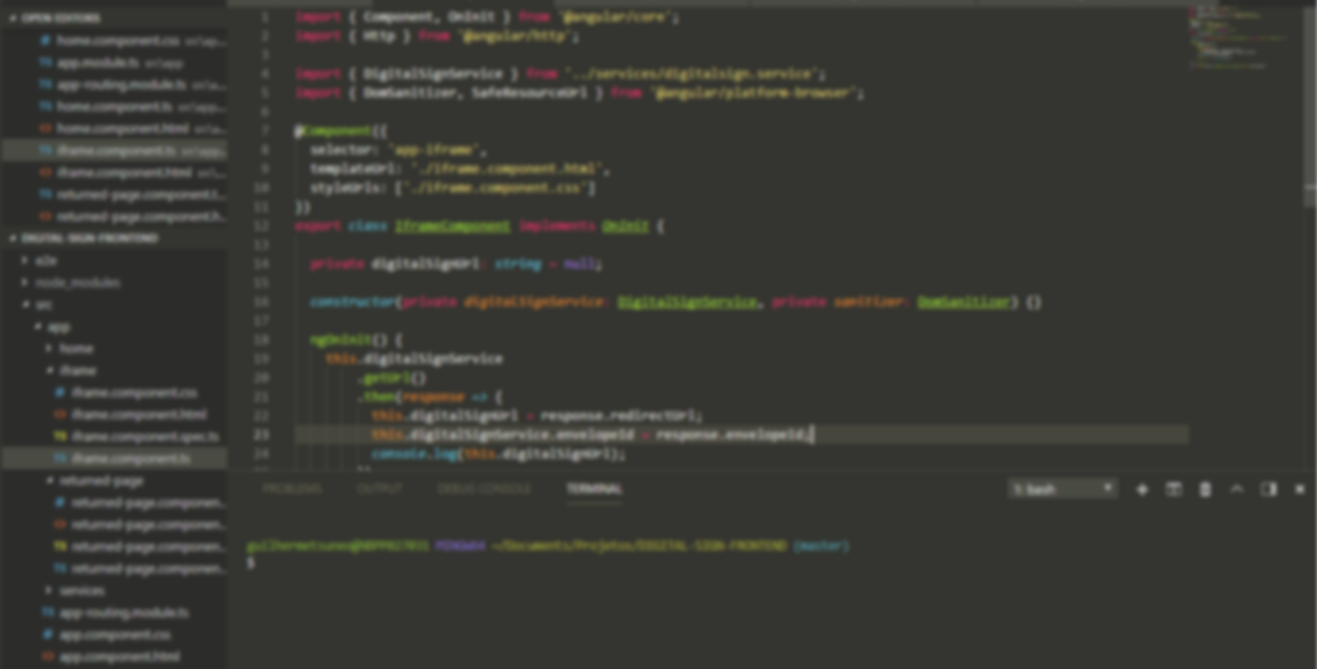 OPEN EDITORS
home.component.css src\ap...
app.module.ts src\app
app-routing.module.ts src\a...
home.component.ts src\app...
home.component.html src\a...
iframe.component.ts src\app...
iframe.component.html src\...
returned-page.component.t...
returned-page.component.h...
DIGITAL-SIGN-FRONTEND
e2e
node_modules
src
app
home
iframe
iframe.component.css
iframe.component.html
iframe.component.spec.ts
iframe.component.ts
returned-page
returned-page.componen...
returned-page.componen...
returned-page.componen...
returned-page.componen...
services
app-routing.module.ts
app.component.css
app.component.html
1 import { Component, OnInit } from '@angular/core';
2 import { Http } from '@angular/http';
3
4 import { DigitalSignService } from '../services/digitalsign.service';
5 import { DomSanitizer, SafeResourceUrl } from '@angular/platform-browser';
6
7 @Component({
8 selector: 'app-iframe',
9 templateUrl: './iframe.component.html',
10 styleUrls: ['./iframe.component.css']
11 })
12 export class IframeComponent implements OnInit {
13
14 private digitalSignUrl: string = null;
15
16 constructor(private digitalSignService: DigitalSignService, private sanitizer: DomSanitizer) {}
17
18 ngOnInit() {
19 this.digitalSignService
20 .getUrl()
21 .then(response => {
22 this.digitalSignUrl = response.redirectUrl;
23 this.digitalSignService.envelopeId = response.envelopeId;
24 console.log(this.digitalSignUrl);
PROBLEMS OUTPUT DEBUG CONSOLE TERMINAL 1: bash
MINGW64 ~/Documents/Projetos/DIGITAL-SIGN-FRONTEND (master)
$